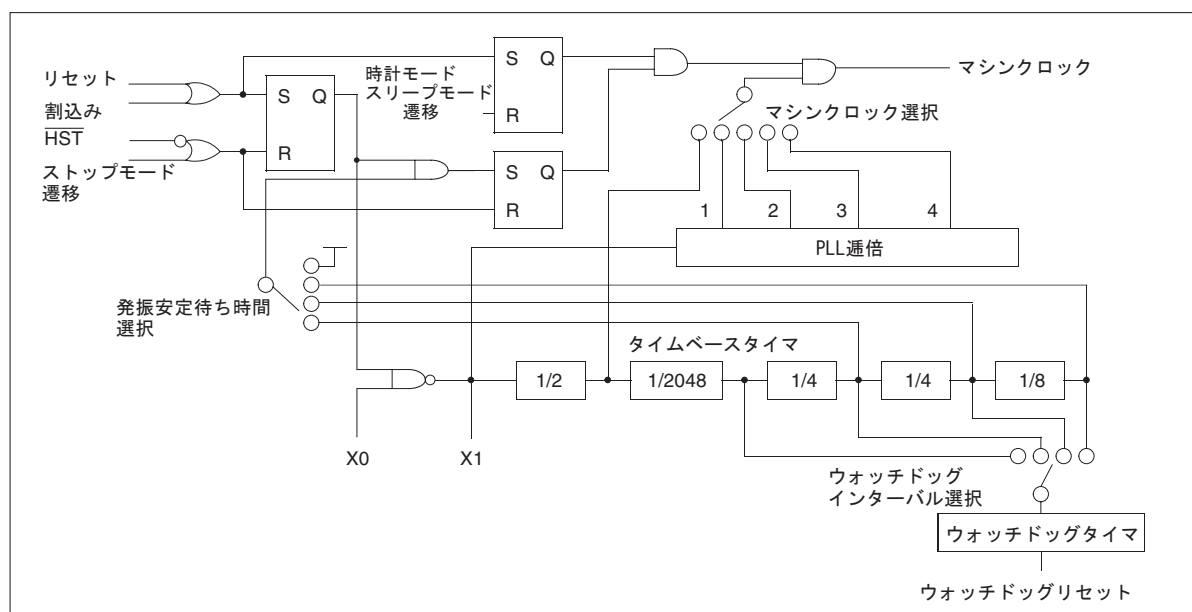 リセット
割込み
HST
ストップモード
遷移
S Q
R
時計モード
スリープモード
遷移
S Q
R
S Q
R
マシンクロック
マシンクロック選択
1 2 3 4
PLL逓倍
発振安定待ち時間
選択
タイムベースタイマ
1/2 1/2048 1/4 1/4 1/8
X0 X1
ウォッチドッグ
インターバル選択
ウォッチドッグタイマ
ウォッチドッグリセット